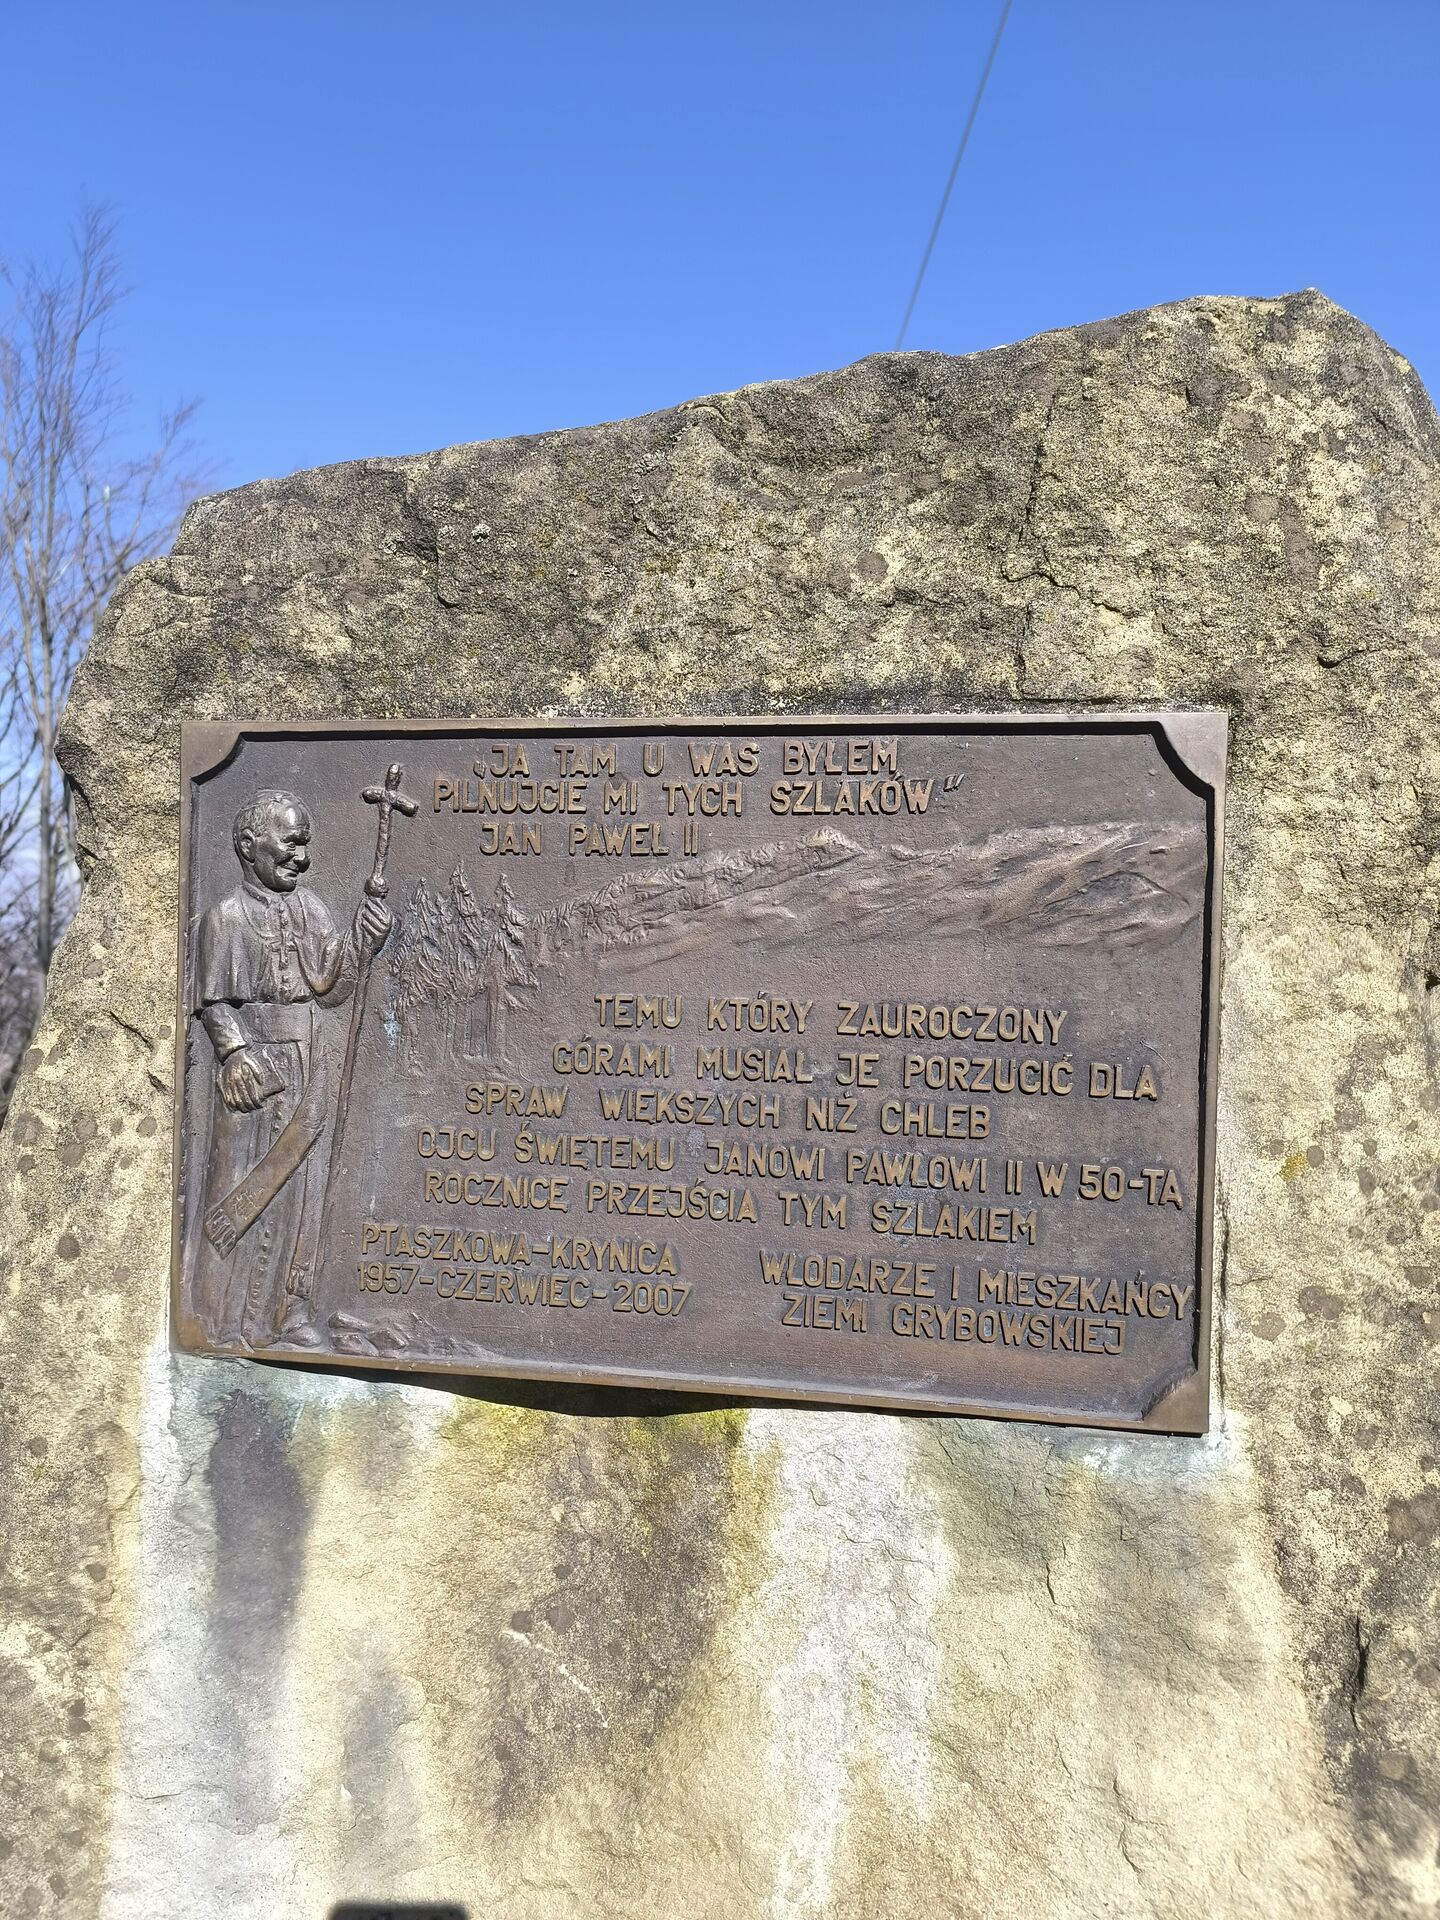 „JA TAM U WAS BYŁEM
PILNUJCIE MI TYCH SZLAKÓW”
JAN PAWEŁ II
TEMU KTÓRY ZAUROCZONY
GÓRAMI MUSIAŁ JE PORZUCIĆ DLA
SPRAW WIĘKSZYCH NIŻ CHLEB
OJCU ŚWIĘTEMU JANOWI PAWŁOWI II W 50-TĄ
ROCZNICĘ PRZEJŚCIA TYM SZLAKIEM
PTASZKOWA-KRYNICA
1957-CZERWIEC-2007
WŁODARZE I MIESZKAŃCY
ZIEMI GRYBOWSKIEJ